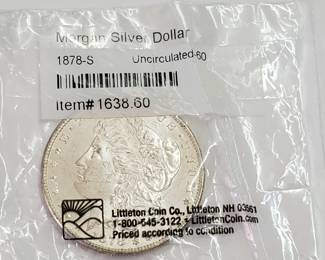 Morgan Silver Dollar
1878-S Uncirculated-60
item# 1638.60
Littleton Coin Co., Littleton NH 03561
1-800-645-3122 • LittletonCoin.com
Priced according to condition